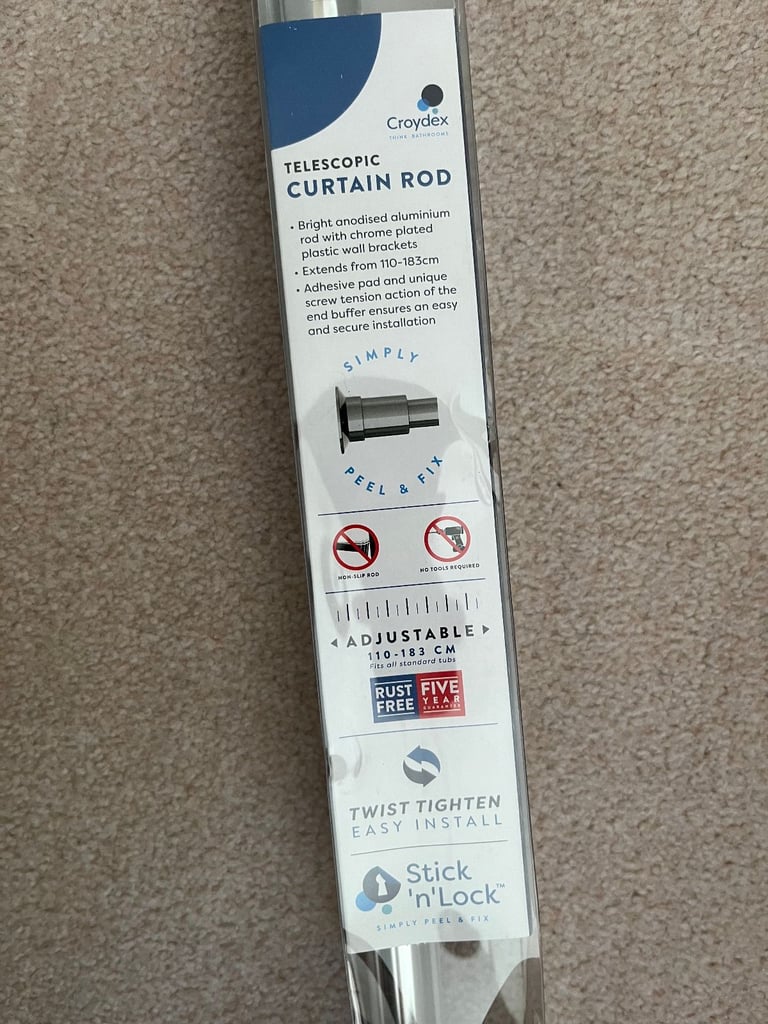 Croydex
THINK BATHROOMS
TELESCOPIC
CURTAIN ROD
• Bright anodised aluminium
rod with chrome plated
plastic wall brackets
• Extends from 110-183cm
• Adhesive pad and unique
screw tension action of the
end buffer ensures an easy
and secure installation
SIMPLY
PEEL & FIX
NON-SLIP ROD
NO TOOLS REQUIRED
ADJUSTABLE
110-183 CM
Fits all standard tubs
RUST FREE
FIVE YEAR GUARANTEE
TWIST TIGHTEN
EASY INSTALL
Stick
'n'Lock™
SIMPLY PEEL & FIX